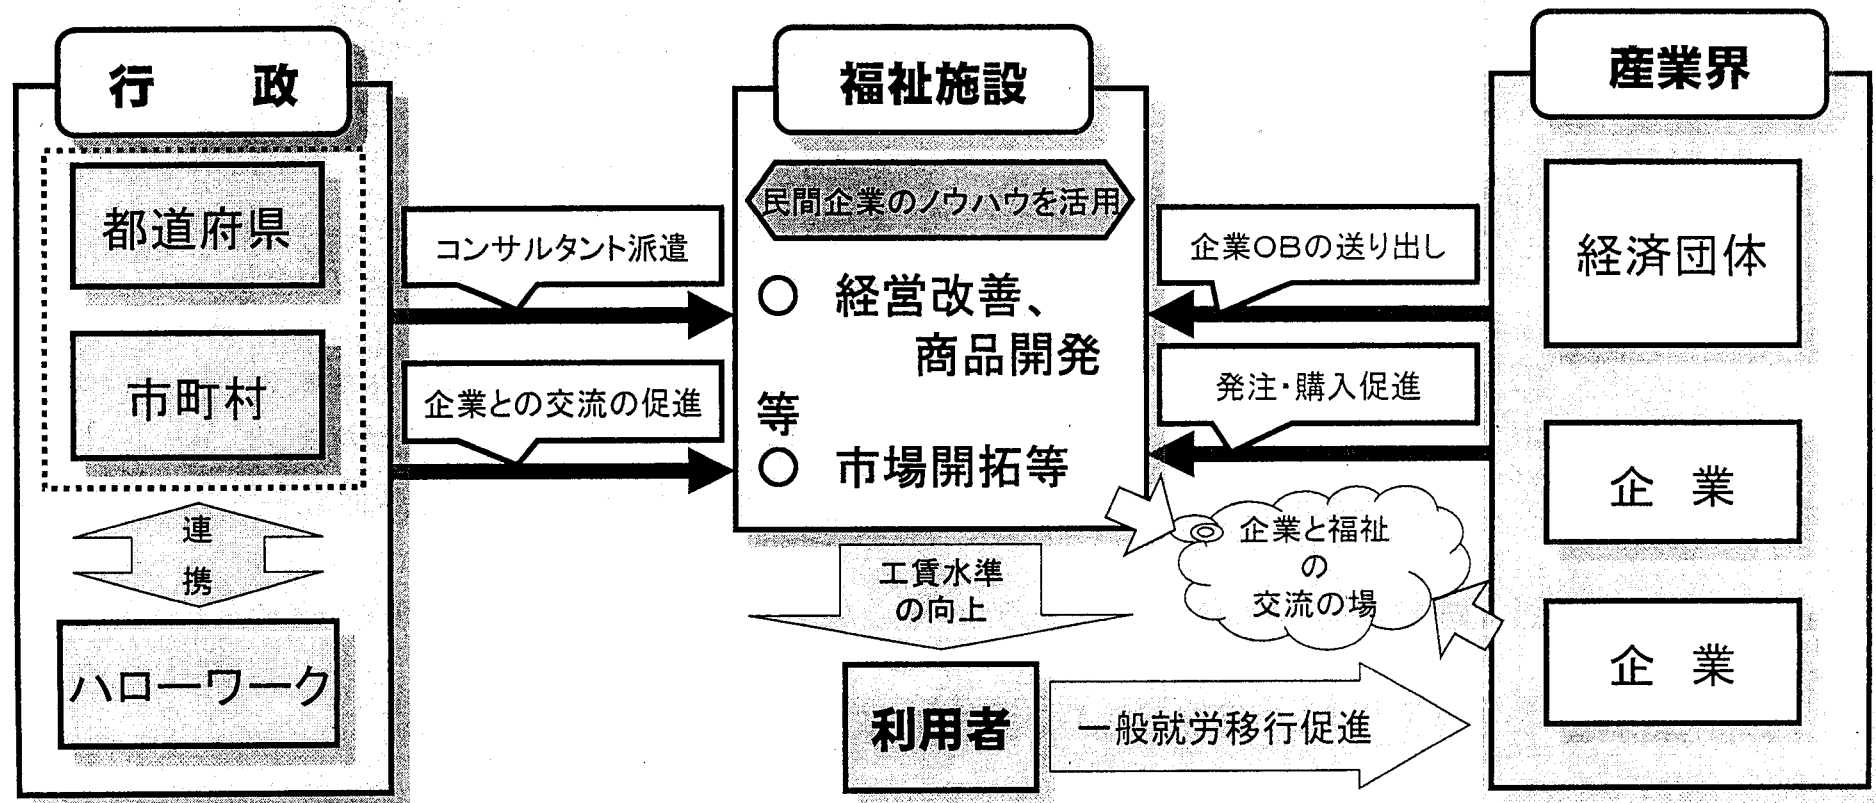 行　政
都道府県
市町村
連
携
ハローワーク
コンサルタント派遣
企業との交流の促進
福祉施設
民間企業のノウハウを活用
○　経営改善、
商品開発
等
○　市場開拓等
工賃水準
の向上
利用者
一般就労移行促進
企業OBの送り出し
発注・購入促進
企業と福祉
の
交流の場
産業界
経済団体
企　業
企　業